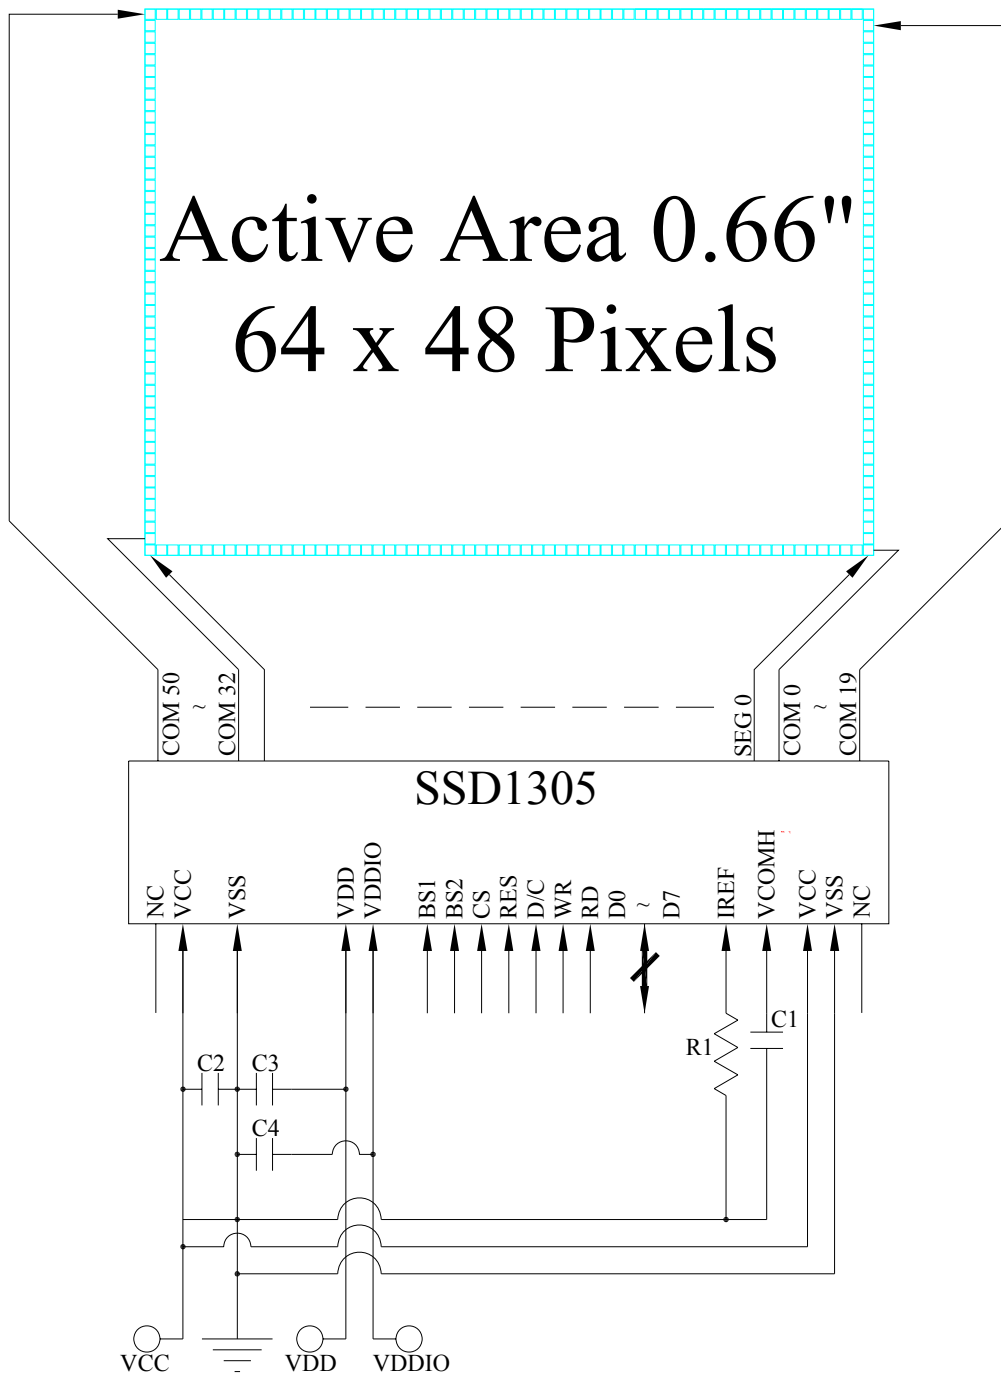 Active Area 0.66"
64 x 48 Pixels
COM 50
~
COM 32
SEG 0
COM 0
~
COM 19
SSD1305
NC
VCC
VSS
VDD
VDDIO
BS1
BS2
CS
RES
D/C
WR
RD
D0
~
D7
IREF
VCOMH
VCC
VSS
NC
R1
C1
C2
C3
C4
VCC
VDD
VDDIO